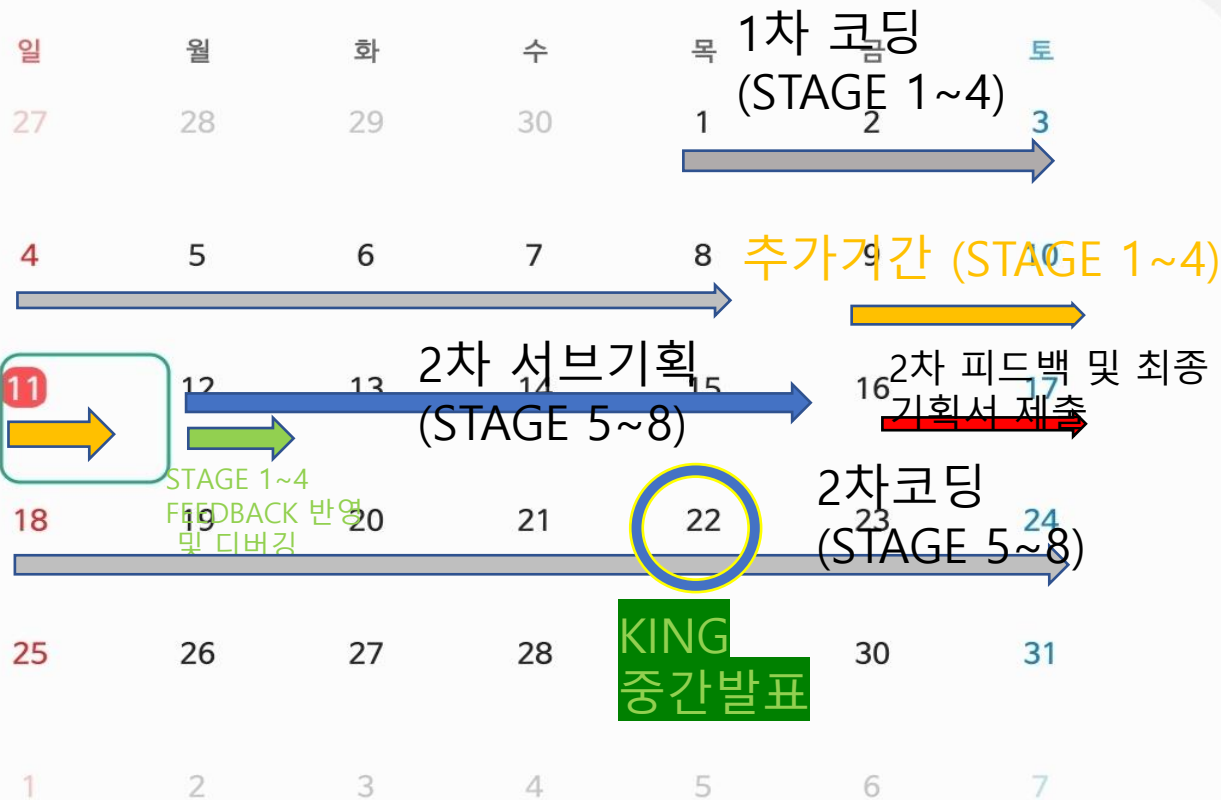 일 월 화 수 목 금 토
1차 코딩
(STAGE 1~4)
27 28 29 30 1 2 3
4 5 6 7 8 9 10
추가기간 (STAGE 1~4)
11 12 13 14 15 16 17
2차 서브기획
(STAGE 5~8)
2차 피드백 및 최종
기획서 제출
STAGE 1~4
FEEDBACK 반영
및 디버깅
18 19 20 21 22 23 24
2차코딩
(STAGE 5~8)
25 26 27 28 30 31
KING
중간발표
1 2 3 4 5 6 7